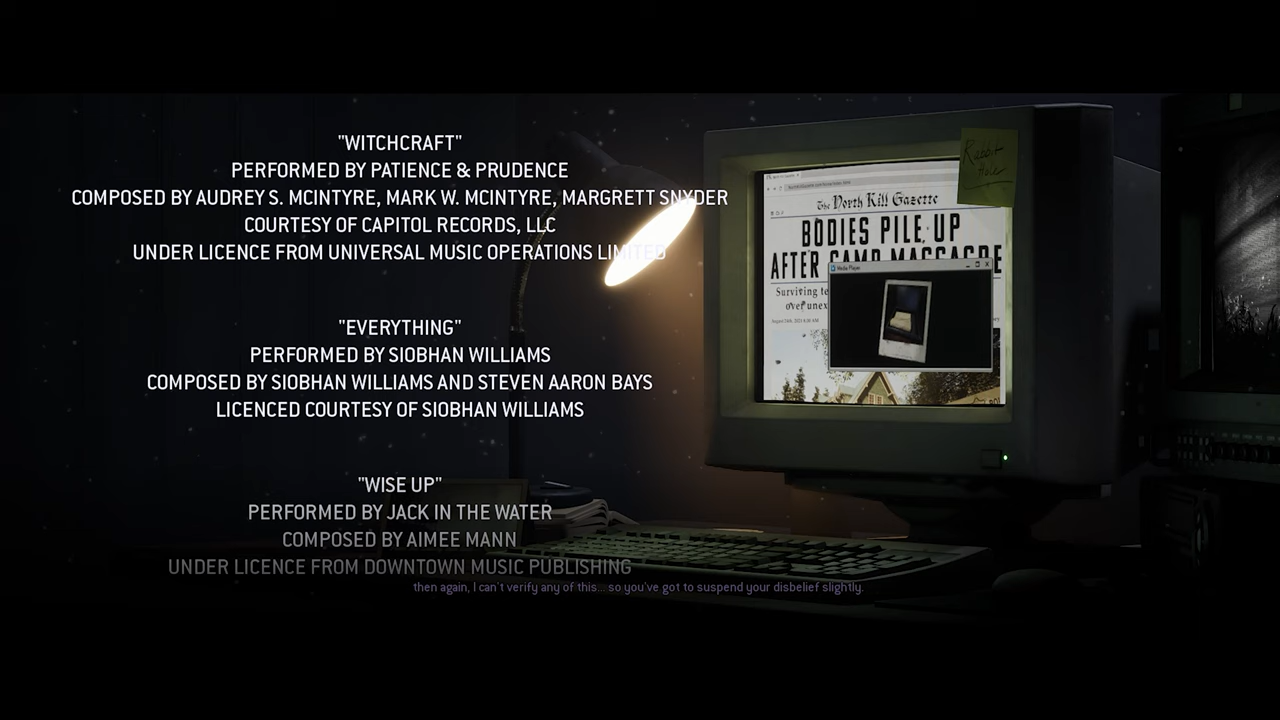 "WITCHCRAFT"
PERFORMED BY PATIENCE & PRUDENCE
COMPOSED BY AUDREY S. MCINTYRE, MARK W. MCINTYRE, MARGRETT SNYDER
COURTESY OF CAPITOL RECORDS, LLC
UNDER LICENCE FROM UNIVERSAL MUSIC OPERATIONS LIMITED
"EVERYTHING"
PERFORMED BY SIOBHAN WILLIAMS
COMPOSED BY SIOBHAN WILLIAMS AND STEVEN AARON BAYS
LICENCED COURTESY OF SIOBHAN WILLIAMS
"WISE UP"
PERFORMED BY JACK IN THE WATER
COMPOSED BY AIMEE MANN
UNDER LICENCE FROM DOWNTOWN MUSIC PUBLISHING
then again, I can't verify any of this... so you've got to suspend your disbelief slightly.
Rabbit
Hole
The North Kill Gazette
BODIES PILE UP
AFTER CAMP MASSACRE
Media Player
Surviving
over